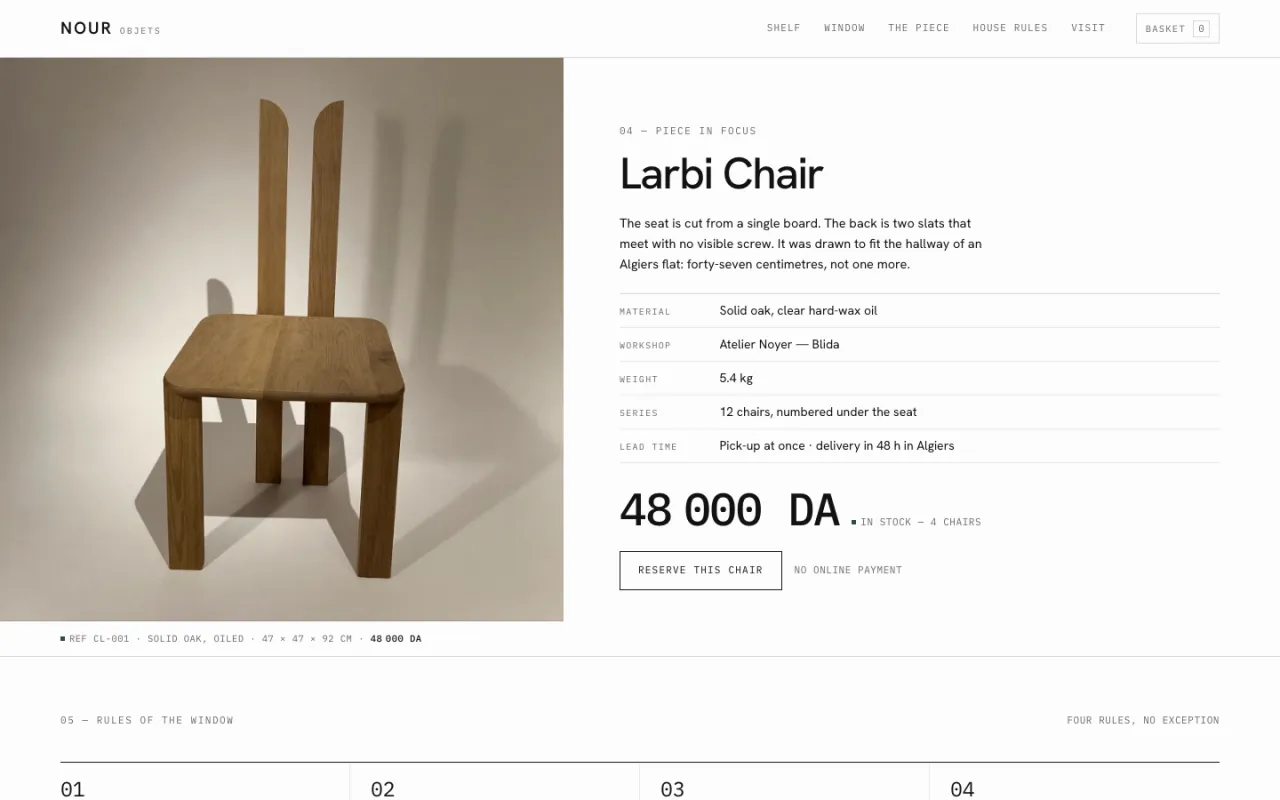 NOUR OBJETS
SHELF WINDOW THE PIECE HOUSE RULES VISIT BASKET 0
04 — PIECE IN FOCUS
Larbi Chair
The seat is cut from a single board. The back is two slats that
meet with no visible screw. It was drawn to fit the hallway of an
Algiers flat: forty-seven centimetres, not one more.
MATERIAL Solid oak, clear hard-wax oil
WORKSHOP Atelier Noyer — Blida
WEIGHT 5.4 kg
SERIES 12 chairs, numbered under the seat
LEAD TIME Pick-up at once · delivery in 48 h in Algiers
48 000 DA IN STOCK — 4 CHAIRS
RESERVE THIS CHAIR NO ONLINE PAYMENT
REF CL-001 · SOLID OAK, OILED · 47 × 47 × 92 CM · 48 000 DA
05 — RULES OF THE WINDOW FOUR RULES, NO EXCEPTION
01 02 03 04